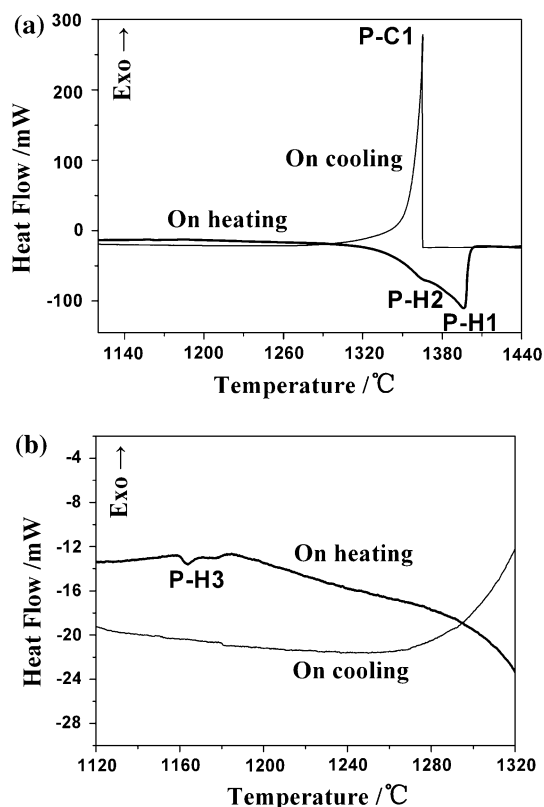 (a)
Exo →
300
200
100
0
-100
Heat Flow /mW
P-C1
On cooling
On heating
P-H2
P-H1
1140 1200 1260 1320 1380 1440
Temperature /℃
(b)
Exo →
-4
-8
-12
-16
-20
-24
-28
Heat Flow /mW
On heating
P-H3
On cooling
1120 1160 1200 1240 1280 1320
Temperature /℃